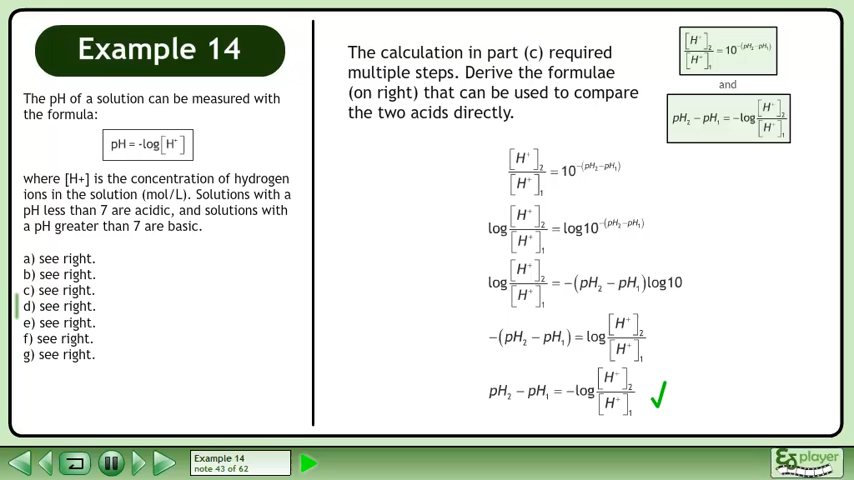 Example 14
The pH of a solution can be measured with
the formula:
pH = -log[H⁺]
where [H+] is the concentration of hydrogen
ions in the solution (mol/L). Solutions with a
pH less than 7 are acidic, and solutions with
a pH greater than 7 are basic.
a) see right.
b) see right.
c) see right.
d) see right.
e) see right.
f) see right.
g) see right.
The calculation in part (c) required
multiple steps. Derive the formulae
(on right) that can be used to compare
the two acids directly.
[H⁺]₂/[H⁺]₁ = 10^-(pH₂-pH₁)
and
pH₂ - pH₁ = -log [H⁺]₂/[H⁺]₁
[H⁺]₂/[H⁺]₁ = 10^-(pH₂-pH₁)
log [H⁺]₂/[H⁺]₁ = log10^-(pH₂-pH₁)
log [H⁺]₂/[H⁺]₁ = -(pH₂ - pH₁)log10
-(pH₂ - pH₁) = log [H⁺]₂/[H⁺]₁
pH₂ - pH₁ = -log [H⁺]₂/[H⁺]₁ ✓
Example 14
note 43 of 62
Ez player